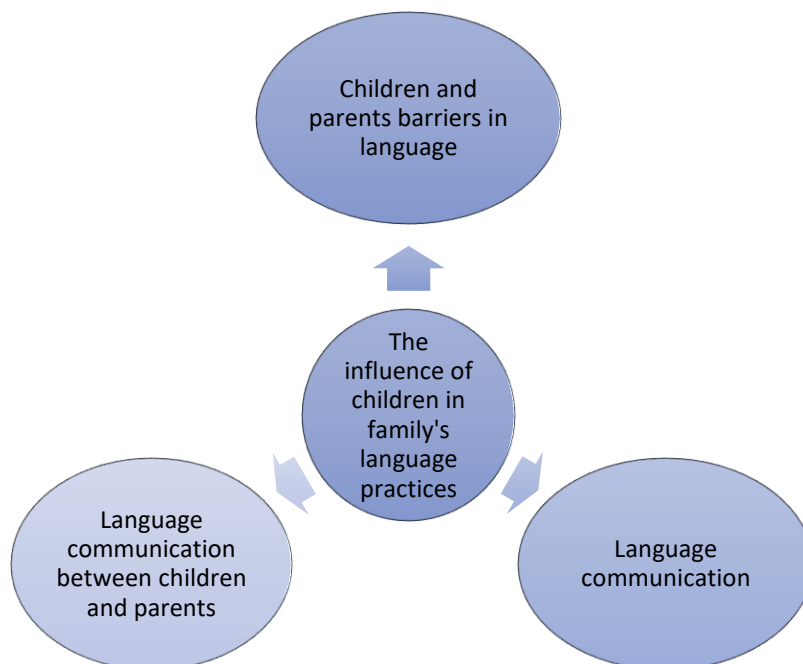 Children and
parents barriers in
language
The
influence of
children in
family's
language
practices
Language
communication
between children
and parents
Language
communication